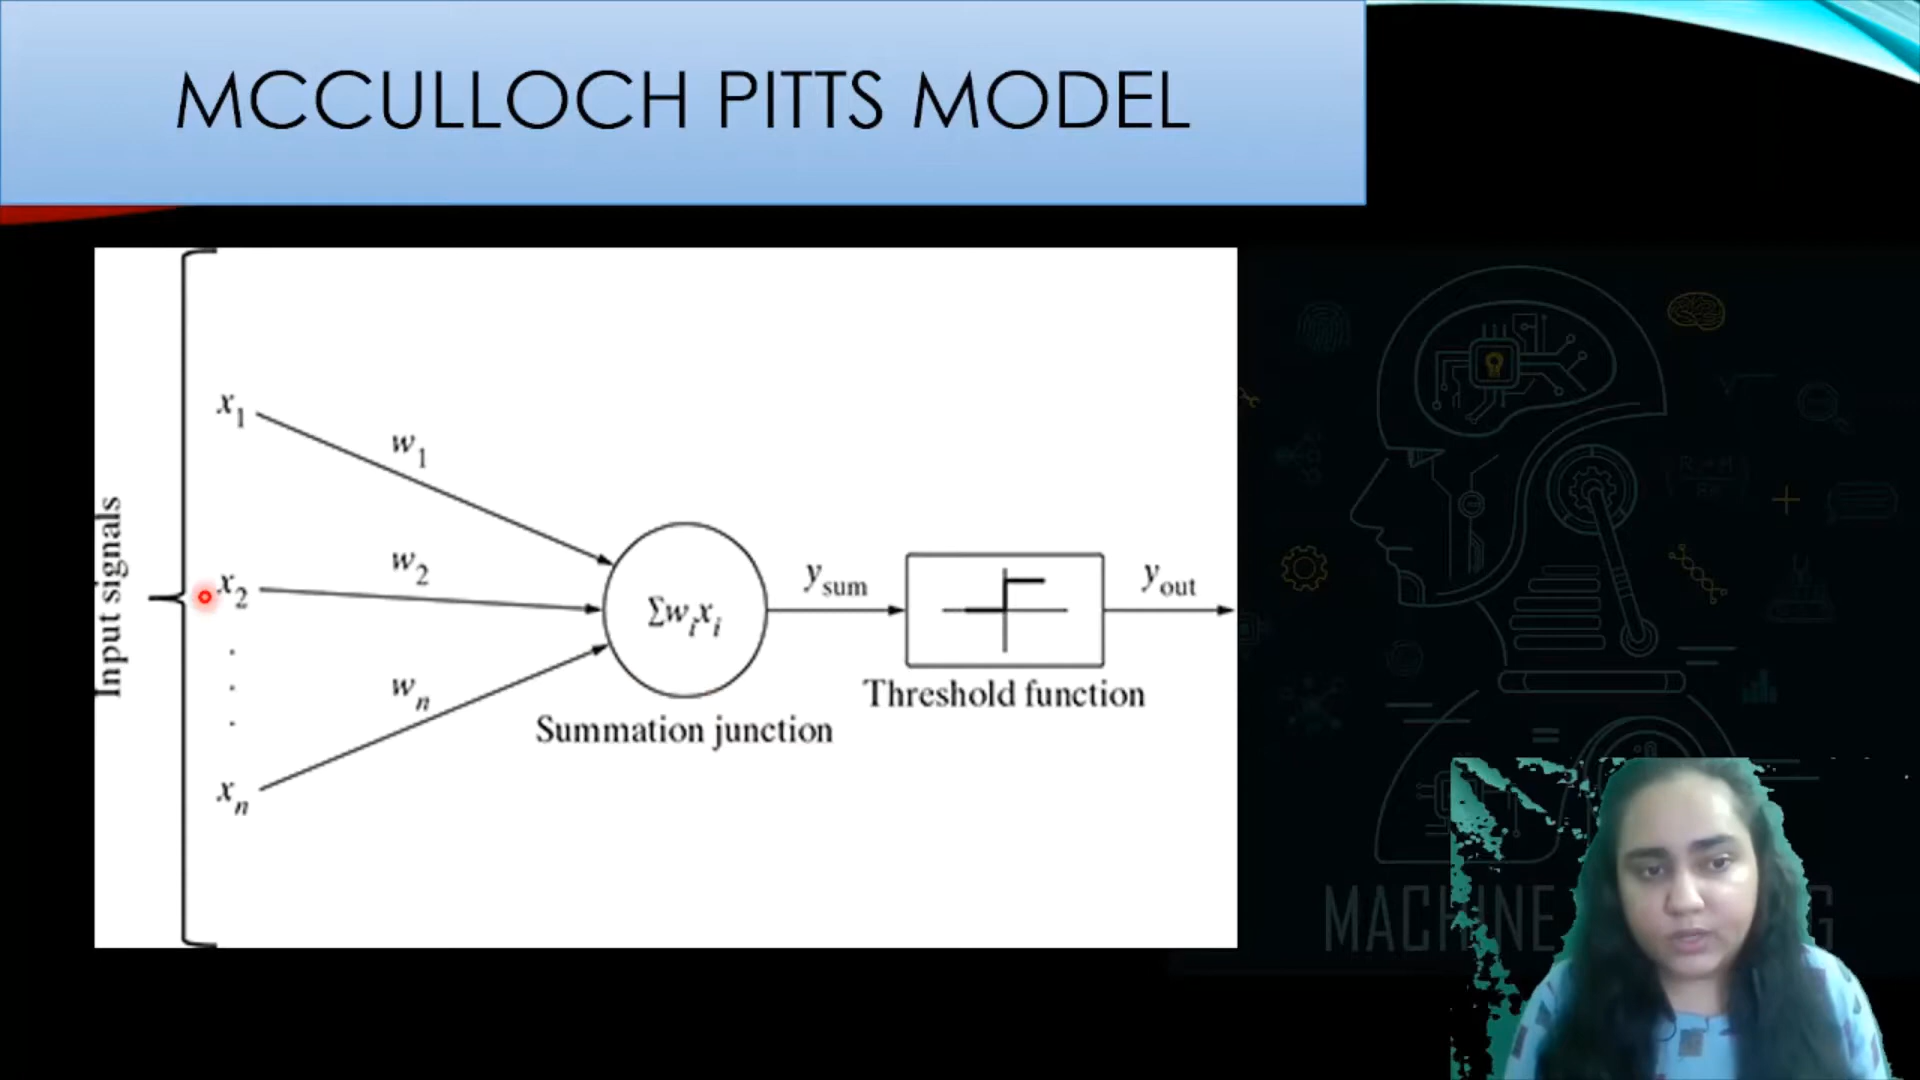 MCCULLOCH PITTS MODEL
Input signals
x1
w1
x2
w2
.
.
.
xn
wn
Σwixi
Summation junction
ysum
Threshold function
yout
MACHINE